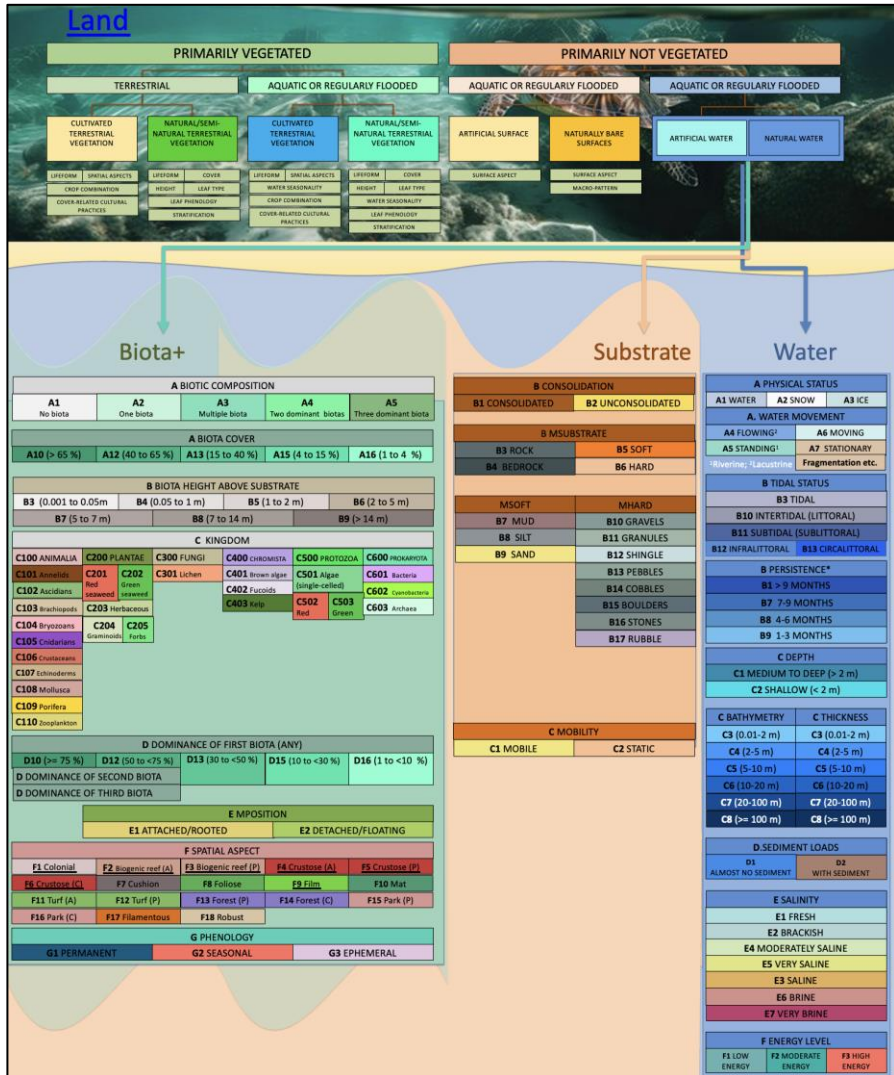 Land
PRIMARILY VEGETATED
PRIMARILY NOT VEGETATED
TERRESTRIAL
AQUATIC OR REGULARLY FLOODED
AQUATIC OR REGULARLY FLOODED
AQUATIC OR REGULARLY FLOODED
CULTIVATED TERRESTRIAL VEGETATION
NATURAL/SEMI-NATURAL TERRESTRIAL VEGETATION
CULTIVATED TERRESTRIAL VEGETATION
NATURAL/SEMI-NATURAL TERRESTRIAL VEGETATION
ARTIFICIAL SURFACE
NATURALLY BARE SURFACES
ARTIFICIAL WATER
NATURAL WATER
LIFEFORM SPATIAL ASPECTS
CROP COMBINATION
COVER-RELATED CULTURAL PRACTICES
LIFEFORM COVER
HEIGHT LEAF TYPE
LEAF PHENOLOGY
STRATIFICATION
LIFEFORM SPATIAL ASPECTS
WATER SEASONALITY
CROP COMBINATION
COVER-RELATED CULTURAL PRACTICES
LIFEFORM COVER
HEIGHT LEAF TYPE
WATER SEASONALITY
LEAF PHENOLOGY
STRATIFICATION
SURFACE ASPECT
SURFACE ASPECT
MACRO-PATTERN
Biota+
A BIOTIC COMPOSITION
A1 A2 A3 A4 A5
No biota One biota Multiple biota Two dominant biotas Three dominant biota
A BIOTA COVER
A10 (> 65 %) A12 (40 to 65 %) A13 (15 to 40 %) A15 (4 to 15 %) A16 (1 to 4 %)
B BIOTA HEIGHT ABOVE SUBSTRATE
B3 (0.001 to 0.05m B4 (0.05 to 1 m) B5 (1 to 2 m) B6 (2 to 5 m)
B7 (5 to 7 m) B8 (7 to 14 m) B9 (> 14 m)
C KINGDOM
C100 ANIMALIA
C101 Annelids
C102 Ascidians
C103 Brachiopods
C104 Bryozoans
C105 Cnidarians
C106 Crustaceans
C107 Echinoderms
C108 Mollusca
C109 Porifera
C110 Zooplankton
C200 PLANTAE
C201 Red seaweed
C202 Green seaweed
C203 Herbaceous
C204 Graminoids
C205 Forbs
C300 FUNGI
C301 Lichen
C400 CHROMISTA
C401 Brown algae
C402 Fucoids
C403 Kelp
C500 PROTOZOA
C501 Algae (single-celled)
C502 Red
C503 Green
C600 PROKARYOTA
C601 Bacteria
C602 Cyanobacteria
C603 Archaea
D DOMINANCE OF FIRST BIOTA (ANY)
D10 (>= 75 %) D12 (50 to <75 %) D13 (30 to <50 %) D15 (10 to <30 %) D16 (1 to <10 %)
D DOMINANCE OF SECOND BIOTA
D DOMINANCE OF THIRD BIOTA
E MPOSITION
E1 ATTACHED/ROOTED E2 DETACHED/FLOATING
F SPATIAL ASPECT
F1 Colonial F2 Biogenic reef (A) F3 Biogenic reef (P) F4 Crustose (A) F5 Crustose (P)
F6 Crustose (C) F7 Cushion F8 Foliose F9 Film F10 Mat
F11 Turf (A) F12 Turf (P) F13 Forest (P) F14 Forest (C) F15 Park (P)
F16 Park (C) F17 Filamentous F18 Robust
G PHENOLOGY
G1 PERMANENT G2 SEASONAL G3 EPHEMERAL
Substrate
B CONSOLIDATION
B1 CONSOLIDATED B2 UNCONSOLIDATED
B MSUBSTRATE
B3 ROCK B5 SOFT
B4 BEDROCK B6 HARD
MSOFT
B7 MUD
B8 SILT
B9 SAND
MHARD
B10 GRAVELS
B11 GRANULES
B12 SHINGLE
B13 PEBBLES
B14 COBBLES
B15 BOULDERS
B16 STONES
B17 RUBBLE
C MOBILITY
C1 MOBILE C2 STATIC
Water
A PHYSICAL STATUS
A1 WATER A2 SNOW A3 ICE
A. WATER MOVEMENT
A4 FLOWING² A6 MOVING
A5 STANDING¹ A7 STATIONARY
¹Riverine; ²Lacustrine Fragmentation etc.
B TIDAL STATUS
B3 TIDAL
B10 INTERTIDAL (LITTORAL)
B11 SUBTIDAL (SUBLITTORAL)
B12 INFRALITTORAL B13 CIRCALITTORAL
B PERSISTENCE*
B1 > 9 MONTHS
B7 7-9 MONTHS
B8 4-6 MONTHS
B9 1-3 MONTHS
C DEPTH
C1 MEDIUM TO DEEP (> 2 m)
C2 SHALLOW (< 2 m)
C BATHYMETRY C THICKNESS
C3 (0.01-2 m) C3 (0.01-2 m)
C4 (2-5 m) C4 (2-5 m)
C5 (5-10 m) C5 (5-10 m)
C6 (10-20 m) C6 (10-20 m)
C7 (20-100 m) C7 (20-100 m)
C8 (>= 100 m) C8 (>= 100 m)
D.SEDIMENT LOADS
D1 D2
ALMOST NO SEDIMENT WITH SEDIMENT
E SALINITY
E1 FRESH
E2 BRACKISH
E4 MODERATELY SALINE
E5 VERY SALINE
E3 SALINE
E6 BRINE
E7 VERY BRINE
F ENERGY LEVEL
F1 LOW ENERGY F2 MODERATE ENERGY F3 HIGH ENERGY